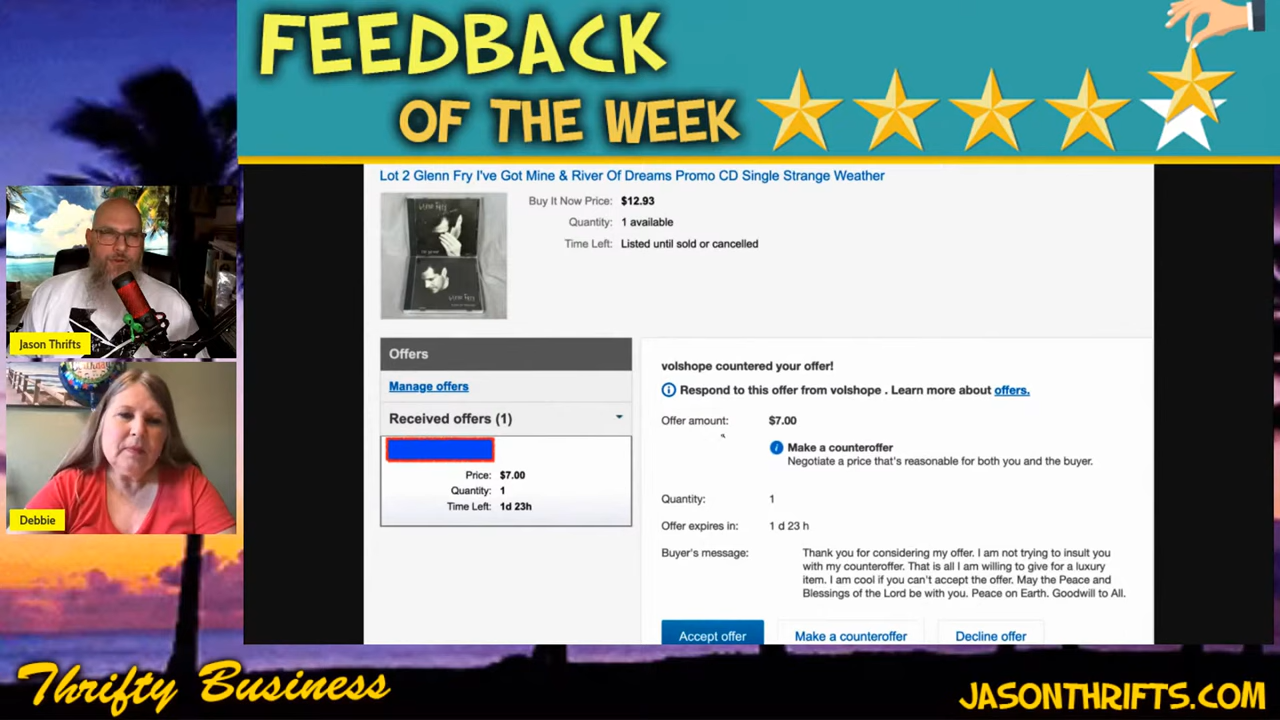 FEEDBACK
OF THE WEEK
Lot 2 Glenn Fry I've Got Mine & River Of Dreams Promo CD Single Strange Weather
Buy It Now Price: $12.93
Quantity: 1 available
Time Left: Listed until sold or cancelled
Jason Thrifts
Debbie
Offers
Manage offers
Received offers (1)
Price: $7.00
Quantity: 1
Time Left: 1d 23h
volshope countered your offer!
Respond to this offer from volshope . Learn more about offers.
Offer amount: $7.00
Make a counteroffer
Negotiate a price that's reasonable for both you and the buyer.
Quantity: 1
Offer expires in: 1 d 23 h
Buyer's message: Thank you for considering my offer. I am not trying to insult you
with my counteroffer. That is all I am willing to give for a luxury
item. I am cool if you can't accept the offer. May the Peace and
Blessings of the Lord be with you. Peace on Earth. Goodwill to All.
Accept offer
Make a counteroffer
Decline offer
Thrifty Business
JASONTHRIFTS.COM